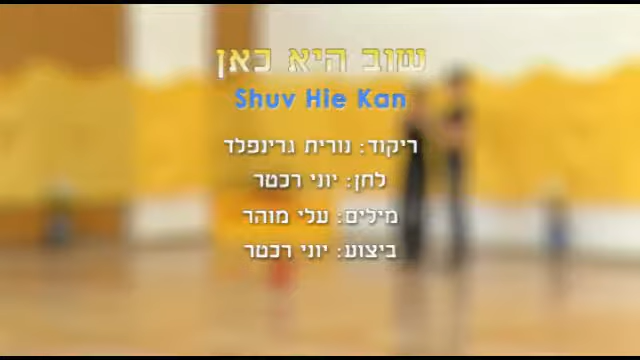 שוב היא כאן
Shuv Hie Kan
ריקוד: נורית גרינפלד
לחן: יוני רכטר
מילים: עלי מוהר
ביצוע: יוני רכטר